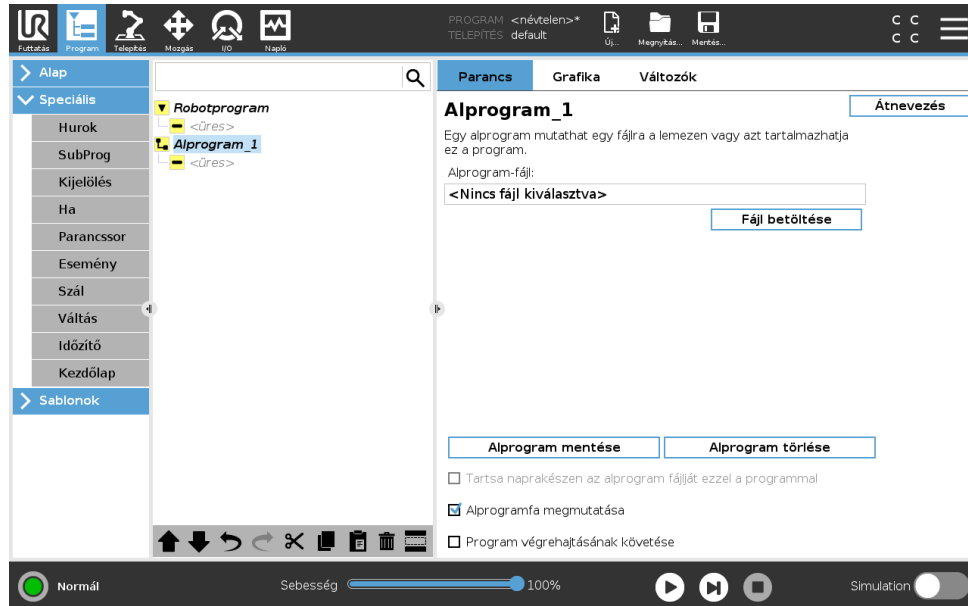 PROGRAM <névtelen>*
TELEPÍTÉS default
Futtatás Program Telepítés Mozgás I/O Napló
Új... Megnyitás... Mentés...
C C
C C
Alap
Speciális
Hurok
SubProg
Kijelölés
Ha
Parancssor
Esemény
Szál
Váltás
Időzítő
Kezdőlap
Sablonok
Robotprogram
<üres>
Alprogram_1
<üres>
Parancs Grafika Változók
Alprogram_1
Átnevezés
Egy alprogram mutathat egy fájlra a lemezen vagy azt tartalmazhatja
ez a program.
Alprogram-fájl:
<Nincs fájl kiválasztva>
Fájl betöltése
Alprogram mentése Alprogram törlése
Tartsa naprakészen az alprogram fájlját ezzel a programmal
Alprogramfa megmutatása
Program végrehajtásának követése
Normál
Sebesség 100%
Simulation